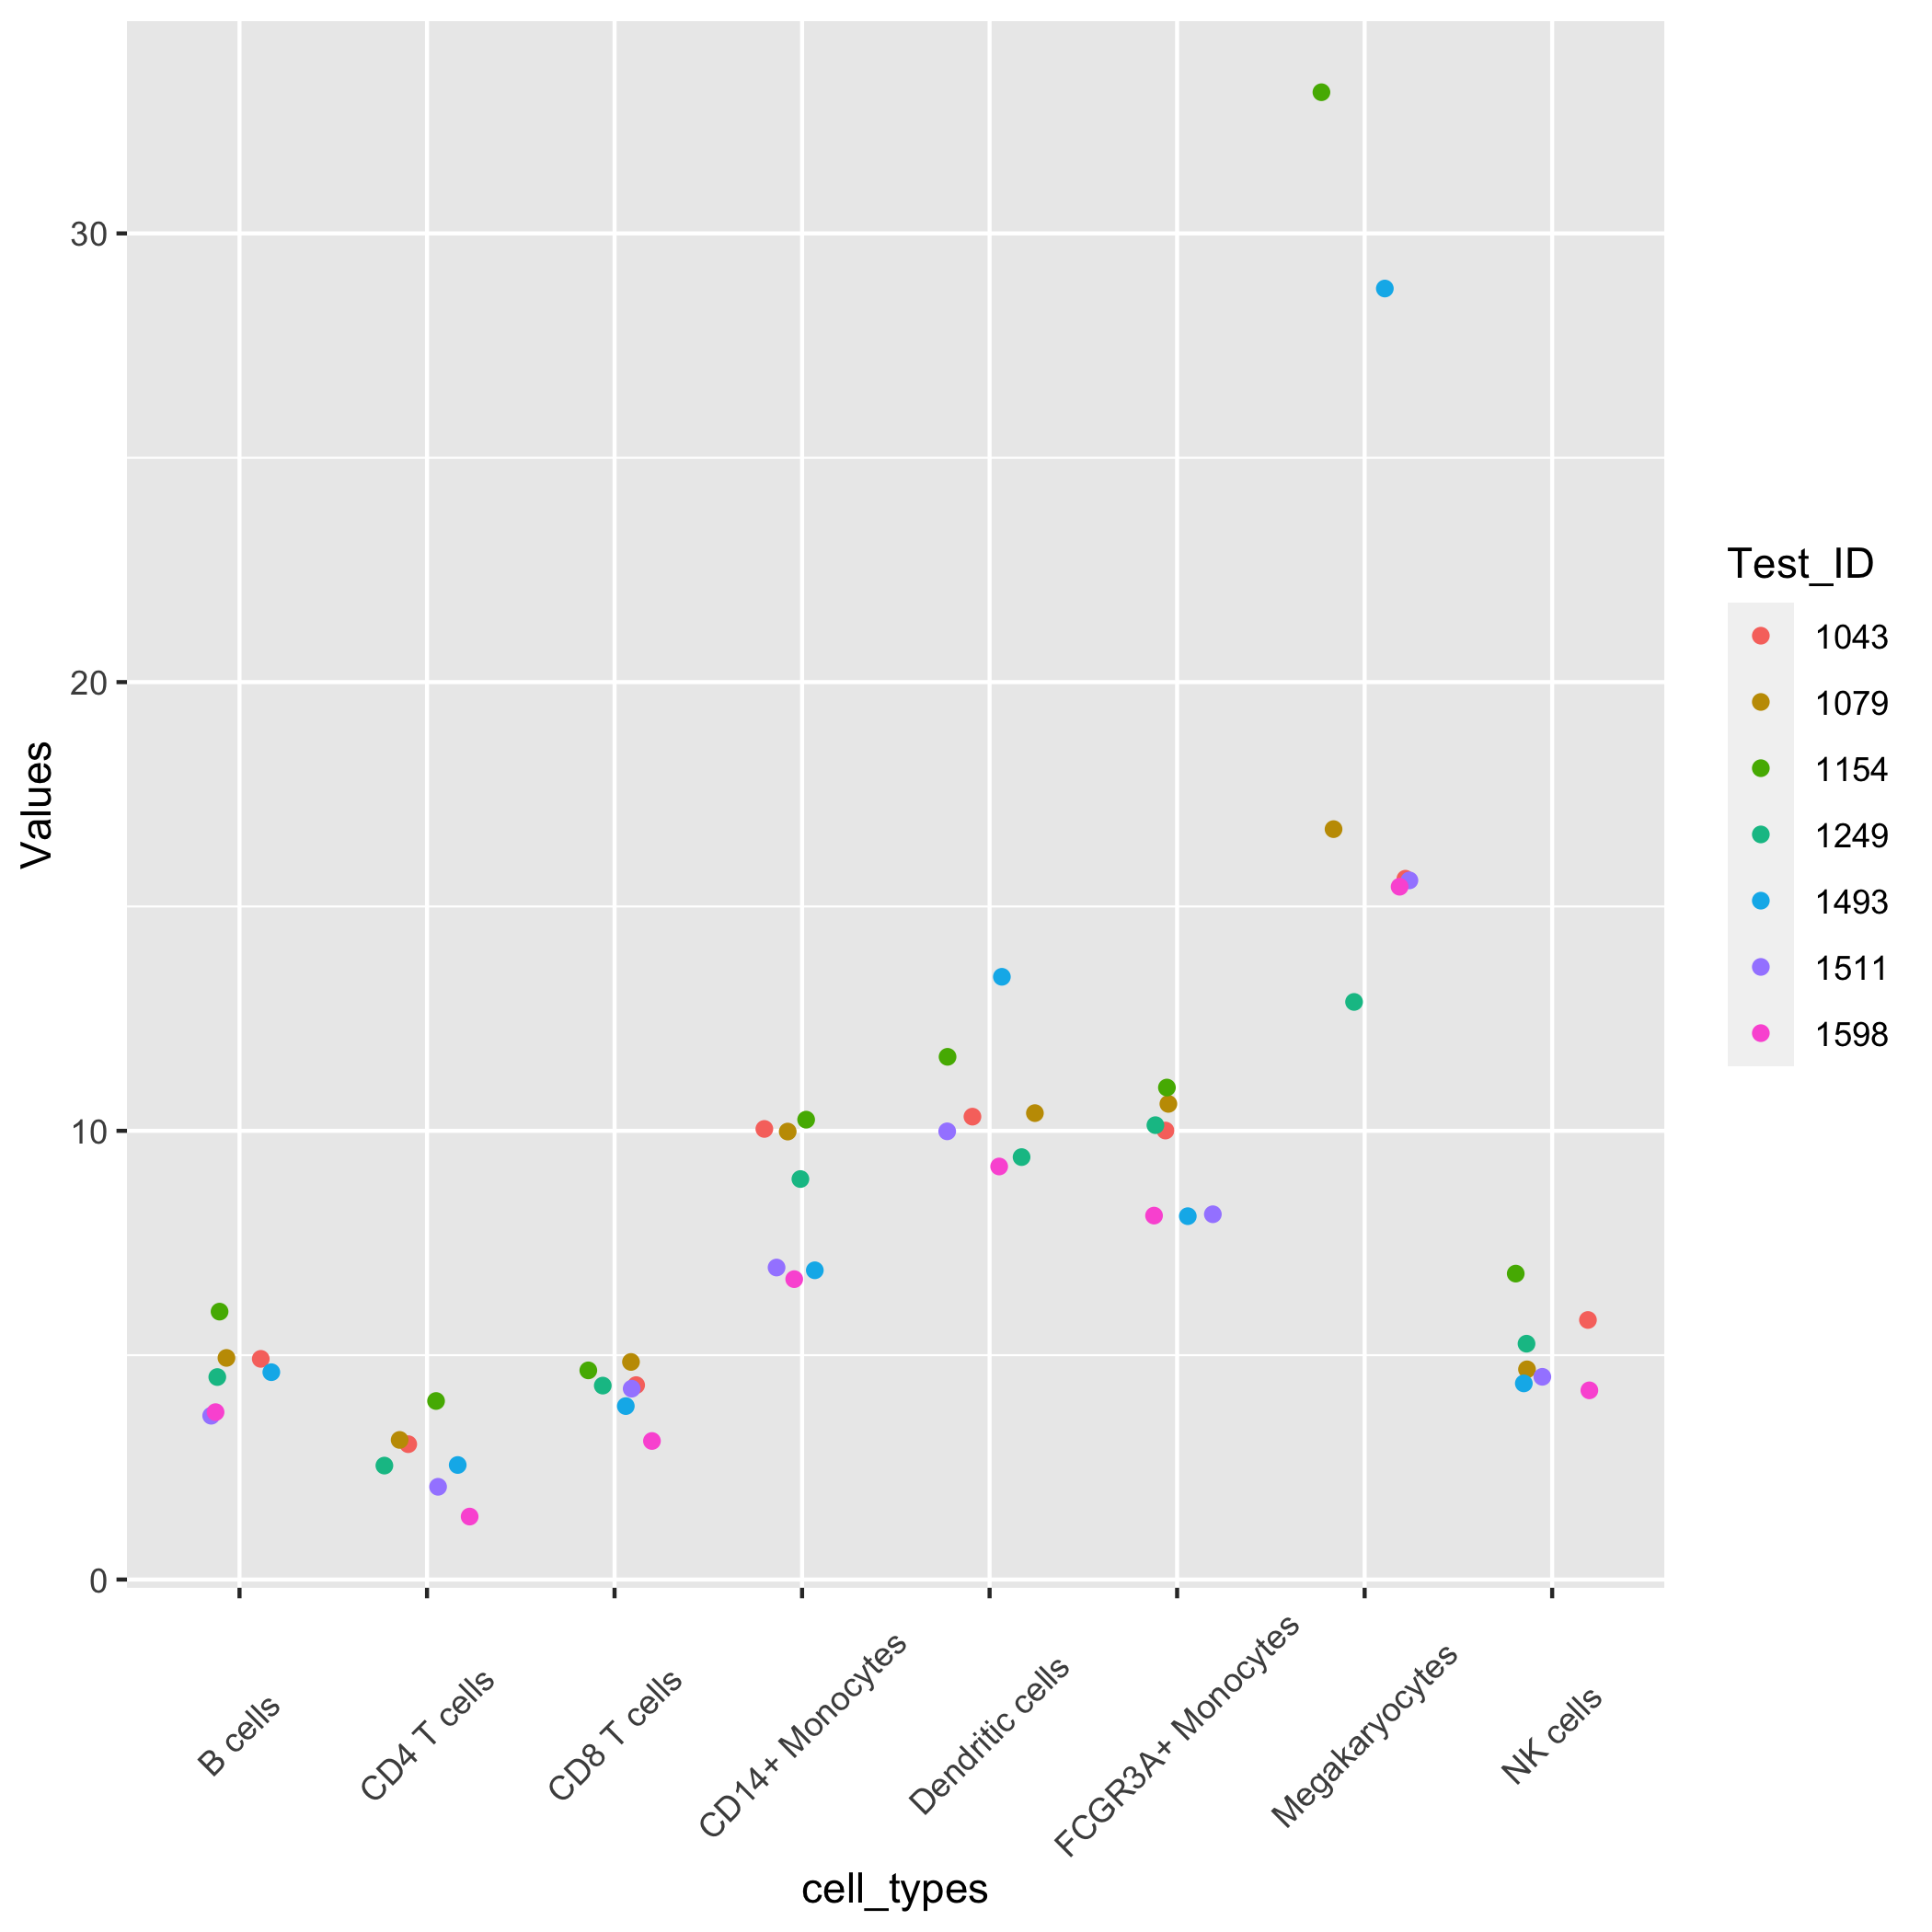 30
20
10
0
Values
B cells
CD4 T cells
CD8 T cells
CD14+ Monocytes
Dendritic cells
FCGR3A+ Monocytes
Megakaryocytes
NK cells
cell_types
Test_ID
1043
1079
1154
1249
1493
1511
1598